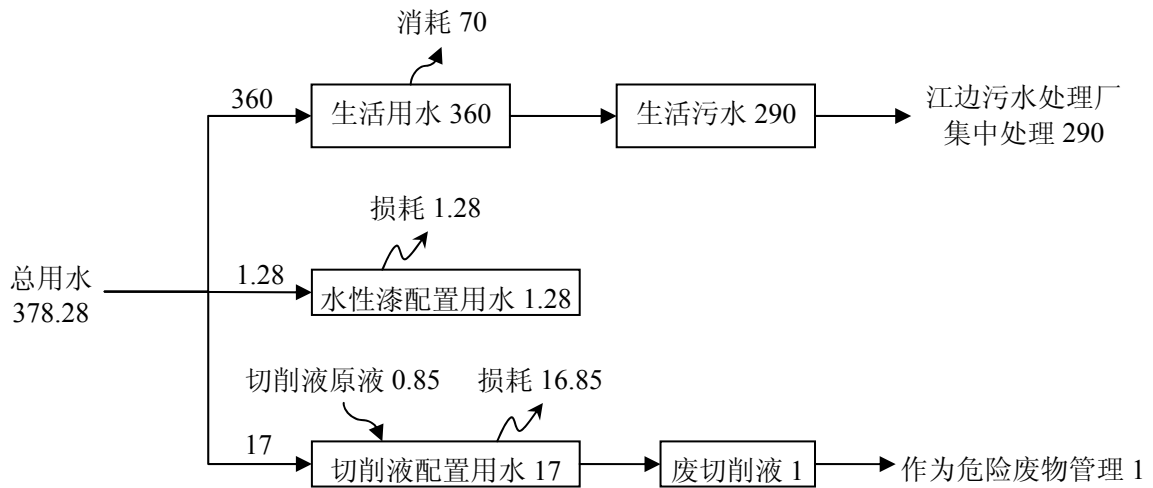 消耗 70
360
生活用水 360
生活污水 290
江边污水处理厂
集中处理 290
损耗 1.28
总用水
378.28
1.28
水性漆配置用水 1.28
切削液原液 0.85
损耗 16.85
17
切削液配置用水 17
废切削液 1
作为危险废物管理 1